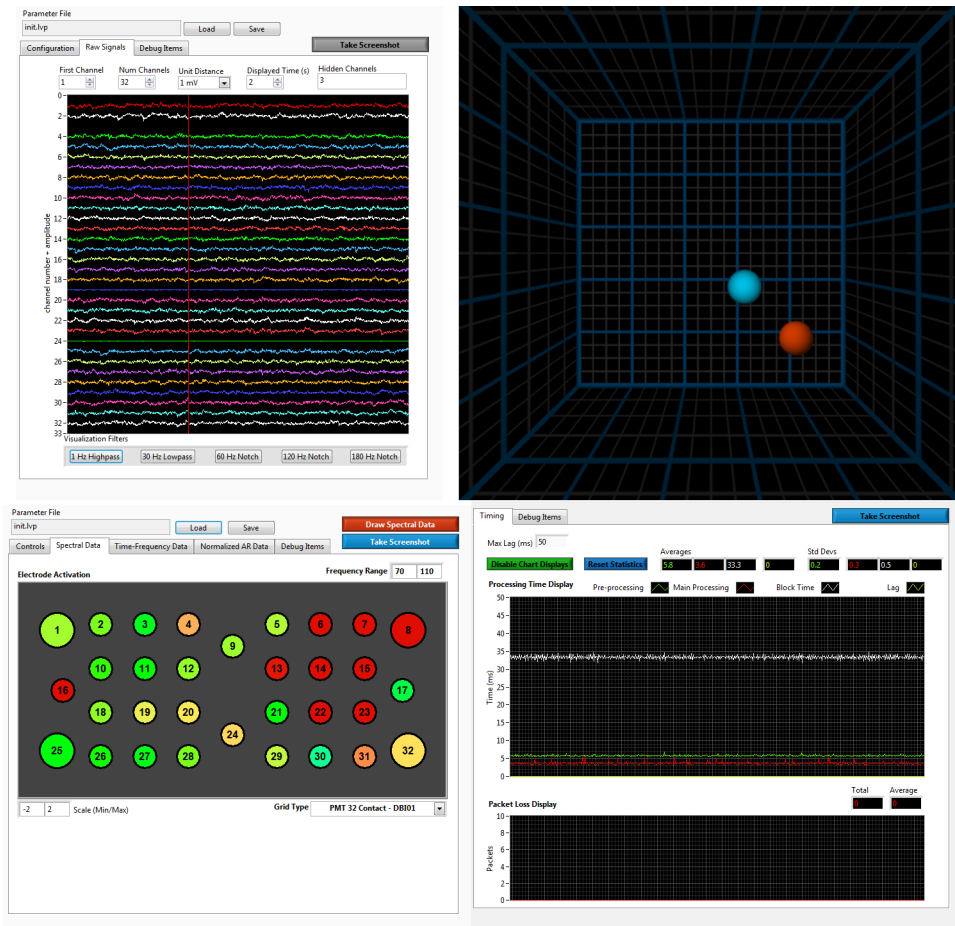 Parameter File
init.lvp
Load
Save
Configuration
Raw Signals
Debug Items
Take Screenshot
First Channel
Num Channels
Unit Distance
Displayed Time (s)
Hidden Channels
1
32
1 mV
2
3
channel number + amplitude
0
2
4
6
8
10
12
14
16
18
20
22
24
26
28
30
32
33
Visualization Filters
1 Hz Highpass
30 Hz Lowpass
60 Hz Notch
120 Hz Notch
180 Hz Notch
Parameter File
init.lvp
Load
Save
Draw Spectral Data
Take Screenshot
Controls
Spectral Data
Time-Frequency Data
Normalized AR Data
Debug Items
Electrode Activation
Frequency Range
70
110
1
2
3
4
5
6
7
8
9
10
11
12
13
14
15
16
17
18
19
20
21
22
23
24
25
26
27
28
29
30
31
32
-2
2
Scale (Min/Max)
Grid Type
PMT 32 Contact - DBI01
Timing
Debug Items
Take Screenshot
Max Lag (ms)
50
Disable Chart Displays
Reset Statistics
Averages
5.8
3.6
33.3
0
Std Devs
0.2
0.3
0.5
0
Processing Time Display
Pre-processing
Main Processing
Block Time
Lag
Time (ms)
50
45
40
35
30
25
20
15
10
5
0
Total
Average
0
0
Packet Loss Display
Packets
10
8
6
4
2
0